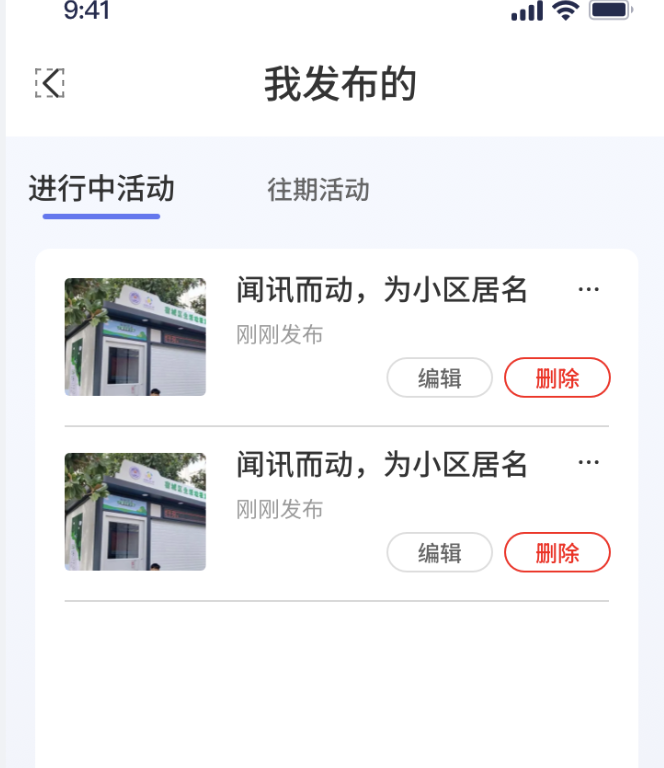 9:41
我发布的
进行中活动
往期活动
闻讯而动，为小区居名
...
刚刚发布
编辑
删除
闻讯而动，为小区居名
...
刚刚发布
编辑
删除